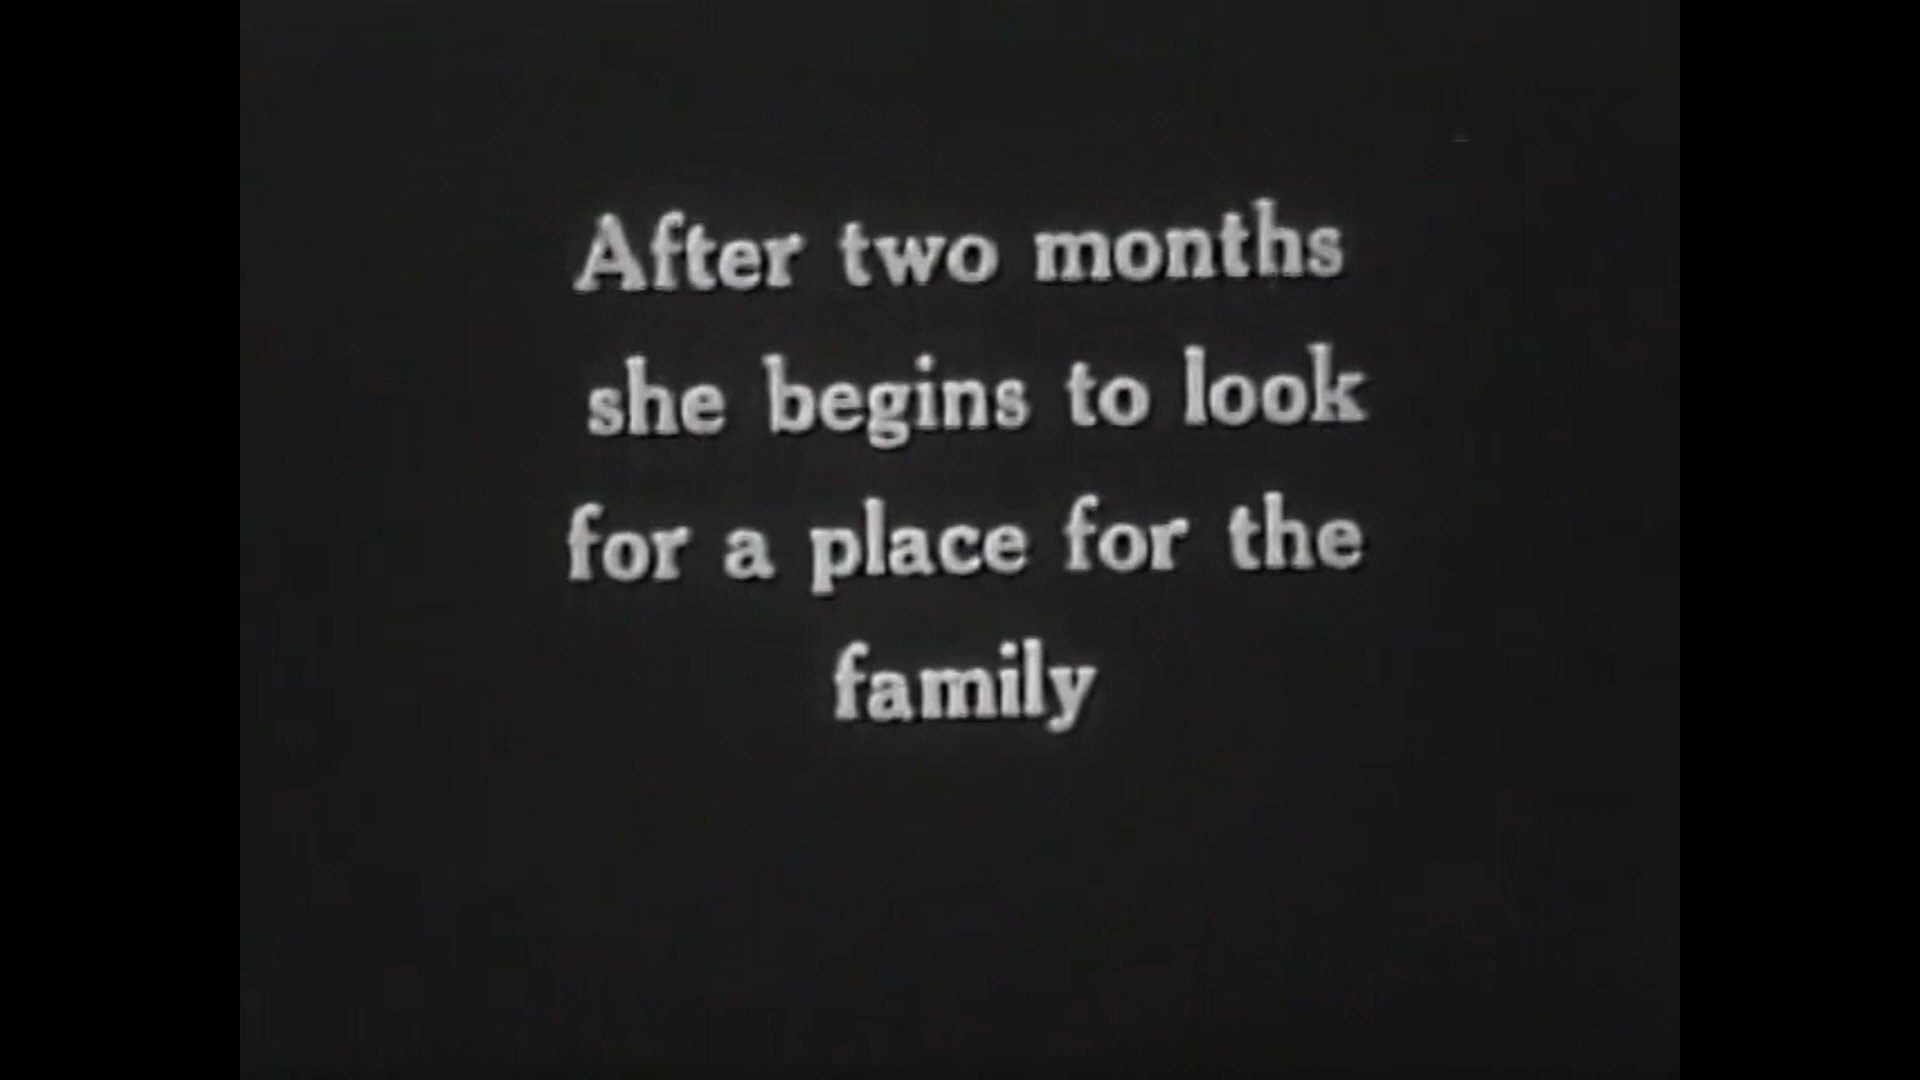 After two months
she begins to look
for a place for the
family